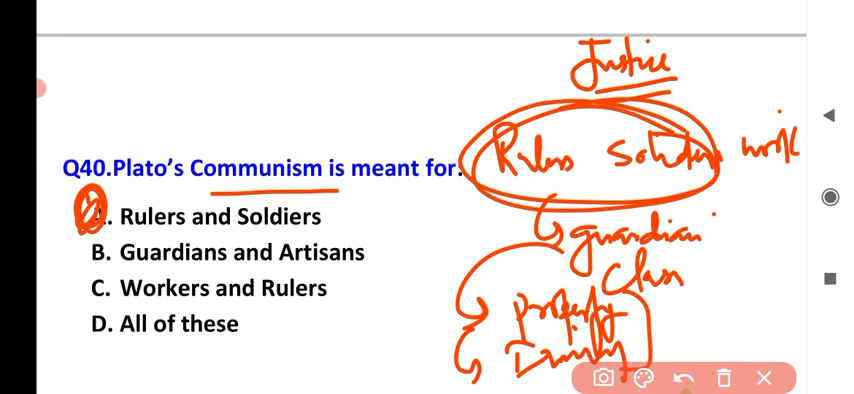 Justice
Rulers Soldiers
Q40.Plato's Communism is meant for:
A. Rulers and Soldiers
guardian
B. Guardians and Artisans
Class
C. Workers and Rulers
Property
D. All of these
Family